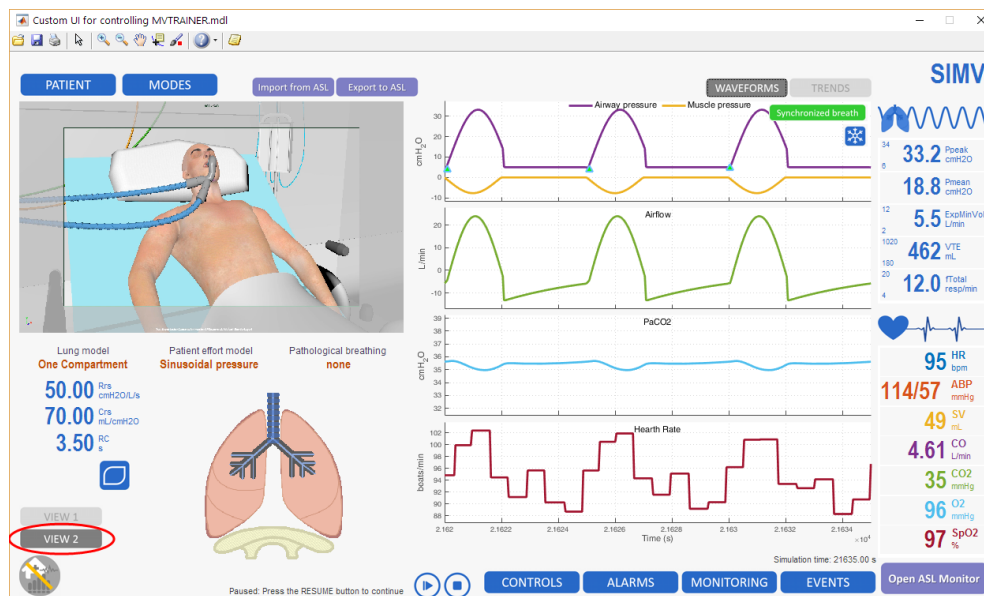 Custom UI for controlling MVTRAINER.mdl
PATIENT
MODES
Import from ASL
Export to ASL
WAVEFORMS
TRENDS
SIMV
Airway pressure
Muscle pressure
Synchronized breath
cmH2O
30
20
10
0
-10
Airflow
L/min
20
10
0
-10
PaCO2
cmH2O
39
38
37
36
35
34
33
32
Hearth Rate
beats/min
102
100
98
96
94
92
90
88
2.162
2.1622
2.1624
2.1626
2.1628
2.163
2.1632
2.1634
Time (s)
×10⁴
Simulation time: 21635.00 s
34
6
33.2 Ppeak
cmH2O
18.8 Pmean
cmH2O
12
2
5.5 ExpMinVol
L/min
1020
180
462 VTE
mL
20
4
12.0 fTotal
resp/min
95 HR
bpm
114/57 ABP
mmHg
49 SV
mL
4.61 CO
L/min
35 CO2
mmHg
96 O2
mmHg
97 SpO2
%
Lung model
One Compartment
Patient effort model
Sinusoidal pressure
Pathological breathing
none
50.00 Rrs
cmH2O/L/s
70.00 Crs
mL/cmH2O
3.50 RC
s
VIEW 1
VIEW 2
Paused: Press the RESUME button to continue
CONTROLS
ALARMS
MONITORING
EVENTS
Open ASL Monitor